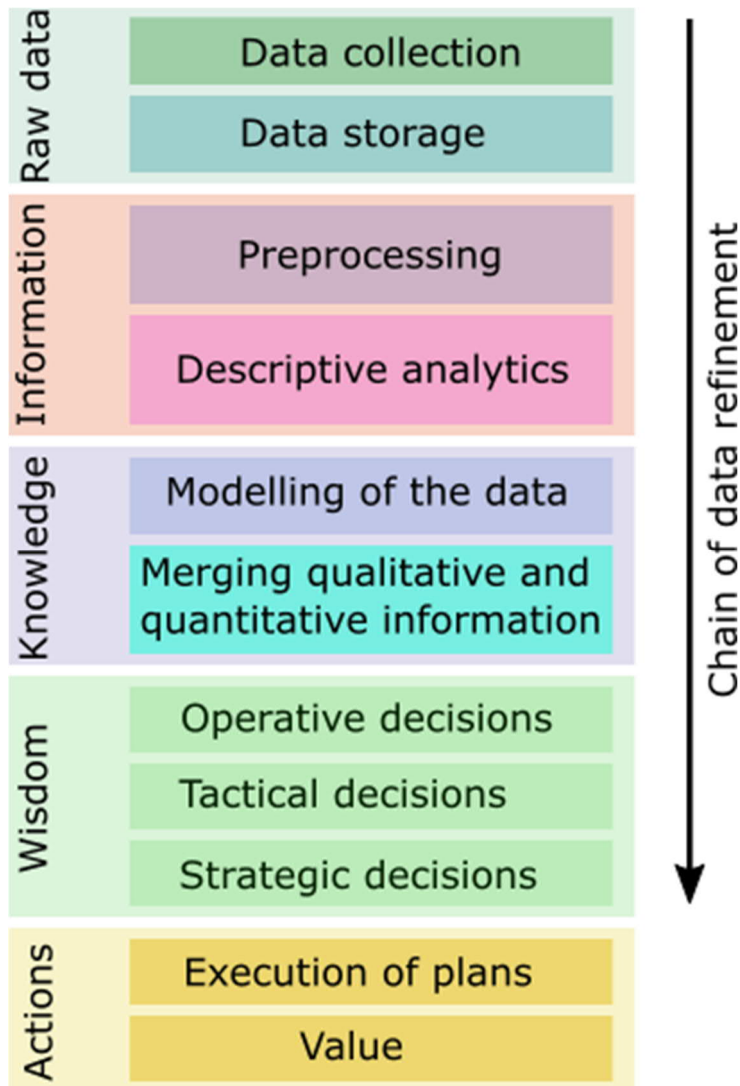 Raw data
Data collection
Data storage
Information
Preprocessing
Descriptive analytics
Knowledge
Modelling of the data
Merging qualitative and
quantitative information
Wisdom
Operative decisions
Tactical decisions
Strategic decisions
Actions
Execution of plans
Value
Chain of data refinement